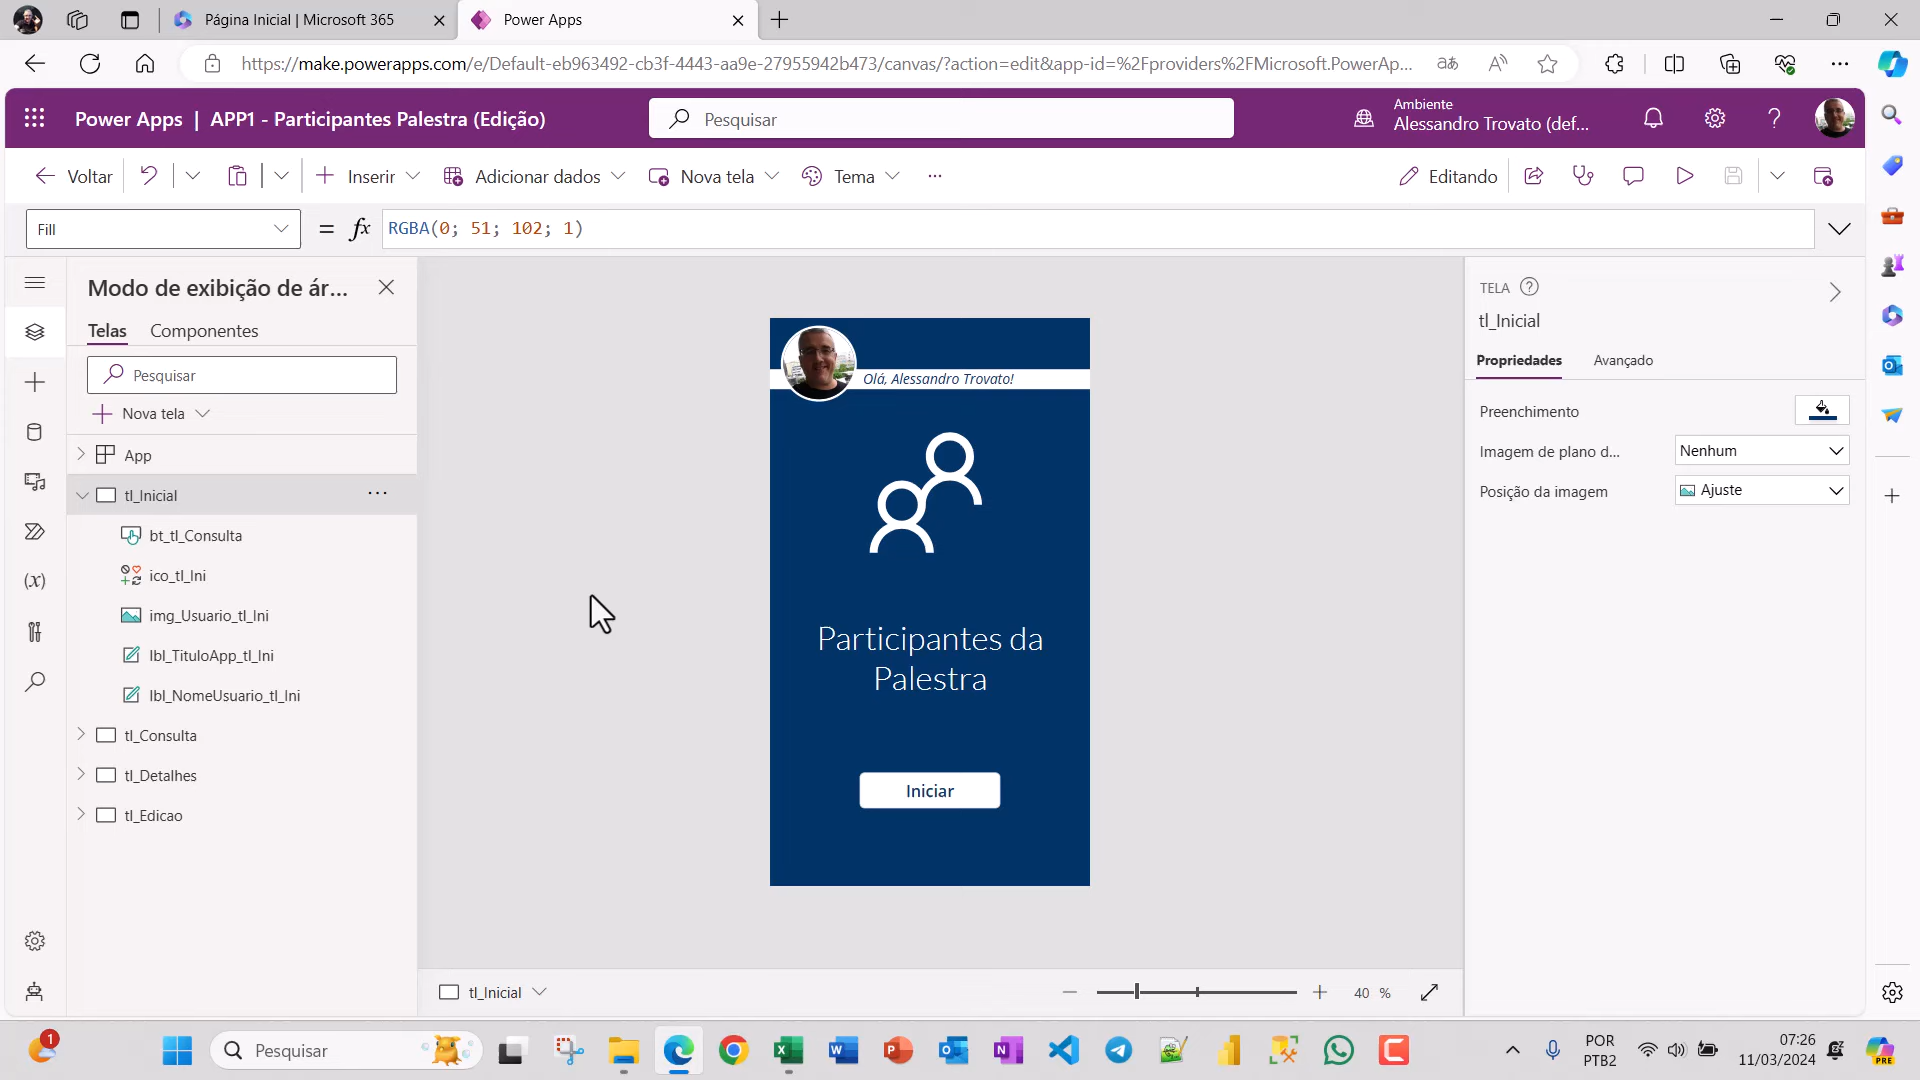 Página Inicial | Microsoft 365
Power Apps
https://make.powerapps.com/e/Default-eb963492-cb3f-4443-aa9e-27955942b473/canvas/?action=edit&app-id=%2Fproviders%2FMicrosoft.PowerAp...
Power Apps | APP1 - Participantes Palestra (Edição)
Pesquisar
Ambiente
Alessandro Trovato (def...
Voltar
Inserir
Adicionar dados
Nova tela
Tema
...
Editando
Fill
= fx
RGBA(0; 51; 102; 1)
Modo de exibição de ár...
Telas
Componentes
Pesquisar
Nova tela
App
tl_Inicial
bt_tl_Consulta
ico_tl_Ini
img_Usuario_tl_Ini
lbl_TituloApp_tl_Ini
lbl_NomeUsuario_tl_Ini
tl_Consulta
tl_Detalhes
tl_Edicao
(x)
Olá, Alessandro Trovato!
Participantes da
Palestra
Iniciar
TELA
tl_Inicial
Propriedades
Avançado
Preenchimento
Imagem de plano d...
Nenhum
Posição da imagem
Ajuste
tl_Inicial
40 %
1
Pesquisar
POR
PTB2
07:26
11/03/2024
PRE